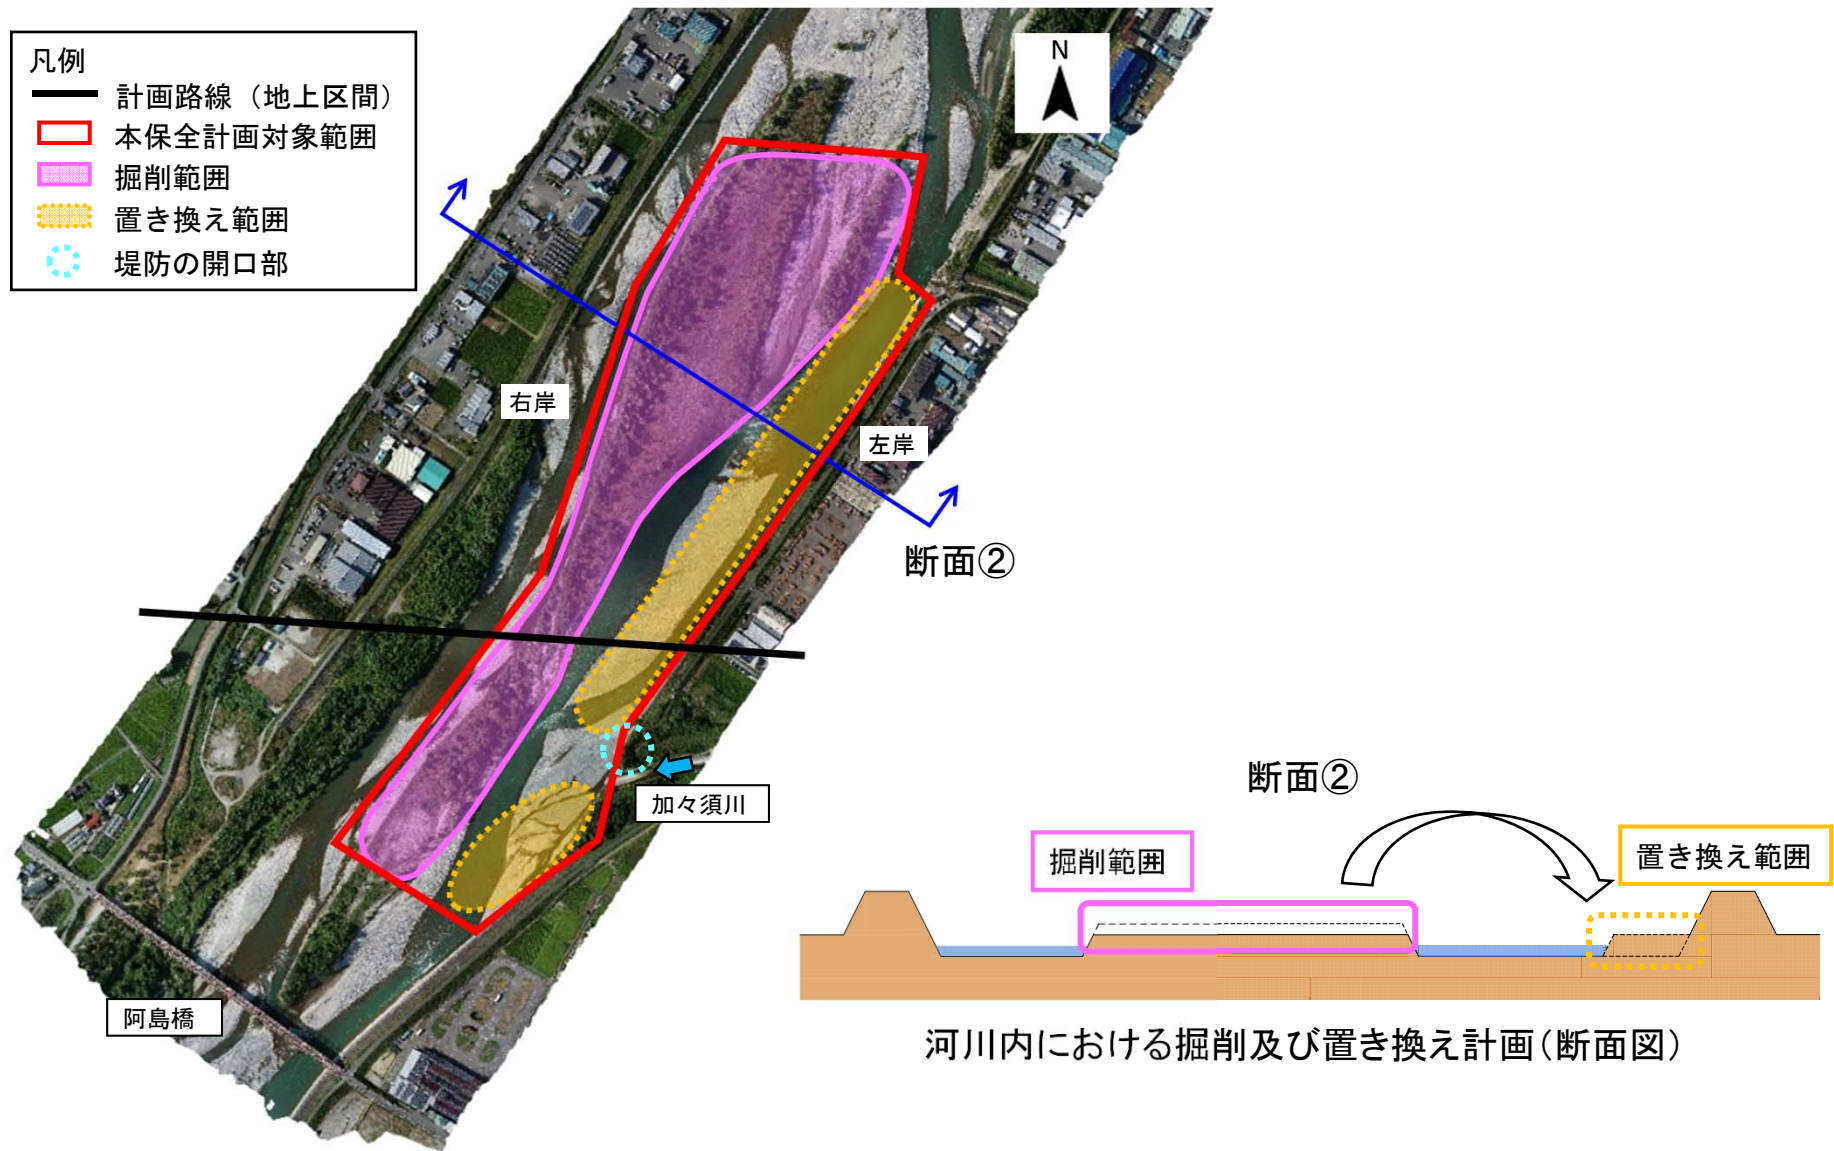 凡例
計画路線（地上区間）
本保全計画対象範囲
掘削範囲
置き換え範囲
堤防の開口部
N
右岸
左岸
断面②
加々須川
阿島橋
断面②
掘削範囲
置き換え範囲
河川内における掘削及び置き換え計画（断面図）